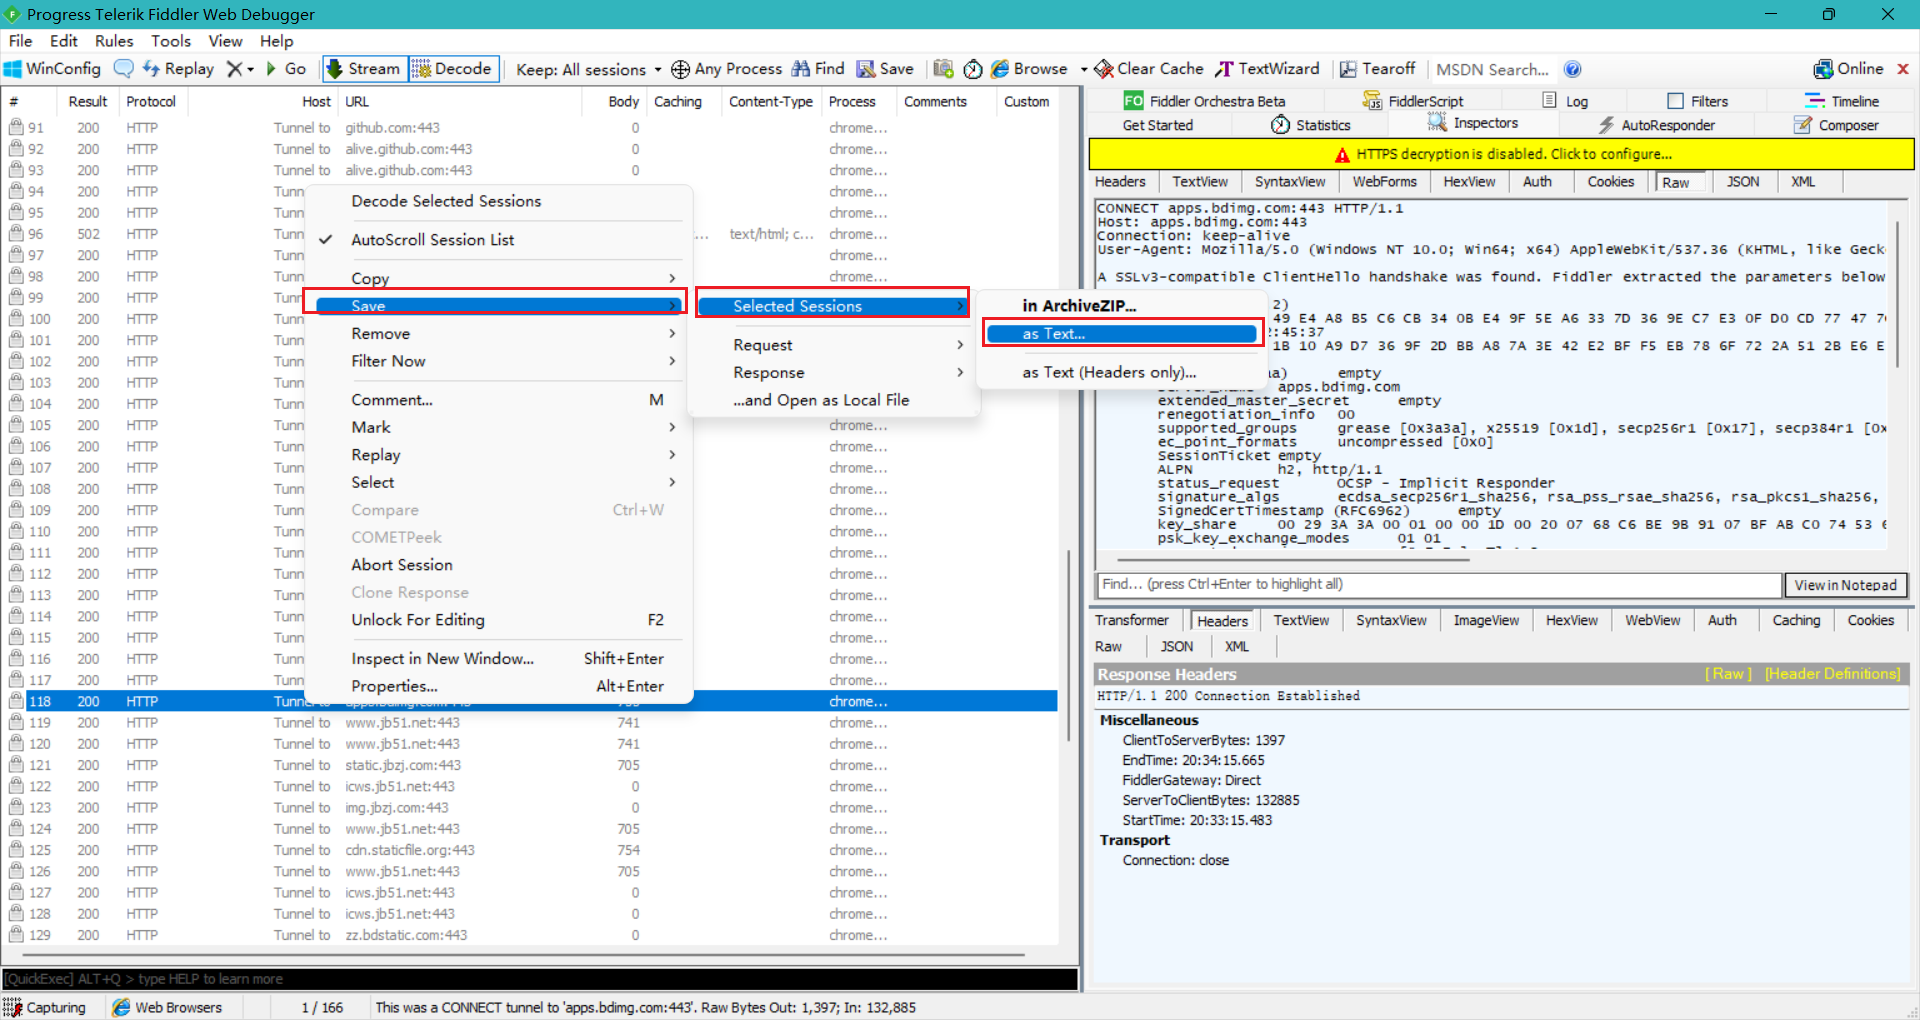 Progress Telerik Fiddler Web Debugger
File Edit Rules Tools View Help
WinConfig Replay Go Stream Decode Keep: All sessions Any Process Find Save Browse Clear Cache TextWizard Tearoff MSDN Search... Online
# Result Protocol Host URL Body Caching Content-Type Process Comments Custom
91 200 HTTP Tunnel to github.com:443 0 chrome...
92 200 HTTP Tunnel to alive.github.com:443 0 chrome...
93 200 HTTP Tunnel to alive.github.com:443 0 chrome...
94 200 HTTP Tunn chrome...
95 200 HTTP Tunn chrome...
96 502 HTTP Tunn ... text/html; c... chrome...
97 200 HTTP Tunn chrome...
98 200 HTTP Tunn chrome...
99 200 HTTP Tunn
100 200 HTTP Tunn
101 200 HTTP Tunn
102 200 HTTP Tunn
103 200 HTTP Tunn
104 200 HTTP Tunn
105 200 HTTP Tunn chrome...
106 200 HTTP Tunn chrome...
107 200 HTTP Tunn chrome...
108 200 HTTP Tunn chrome...
109 200 HTTP Tunn chrome...
110 200 HTTP Tunn chrome...
111 200 HTTP Tunn chrome...
112 200 HTTP Tunn chrome...
113 200 HTTP Tunn chrome...
114 200 HTTP Tunn chrome...
115 200 HTTP Tunn chrome...
116 200 HTTP Tunn chrome...
117 200 HTTP Tunn chrome...
118 200 HTTP Tunnel to apps.bdimg.com:443 chrome...
119 200 HTTP Tunnel to www.jb51.net:443 741 chrome...
120 200 HTTP Tunnel to www.jb51.net:443 741 chrome...
121 200 HTTP Tunnel to static.jbzj.com:443 705 chrome...
122 200 HTTP Tunnel to icws.jb51.net:443 0 chrome...
123 200 HTTP Tunnel to img.jbzj.com:443 0 chrome...
124 200 HTTP Tunnel to www.jb51.net:443 705 chrome...
125 200 HTTP Tunnel to cdn.staticfile.org:443 754 chrome...
126 200 HTTP Tunnel to www.jb51.net:443 705 chrome...
127 200 HTTP Tunnel to icws.jb51.net:443 0 chrome...
128 200 HTTP Tunnel to icws.jb51.net:443 0 chrome...
129 200 HTTP Tunnel to zz.bdstatic.com:443 0 chrome...
Decode Selected Sessions
AutoScroll Session List
Copy
Save
Remove
Filter Now
Comment... M
Mark
Replay
Select
Compare Ctrl+W
COMETPeek
Abort Session
Clone Response
Unlock For Editing F2
Inspect in New Window... Shift+Enter
Properties... Alt+Enter
Selected Sessions
Request
Response
...and Open as Local File
in ArchiveZIP...
as Text...
as Text (Headers only)...
FO Fiddler Orchestra Beta FiddlerScript Log Filters Timeline
Get Started Statistics Inspectors AutoResponder Composer
HTTPS decryption is disabled. Click to configure...
Headers TextView SyntaxView WebForms HexView Auth Cookies Raw JSON XML
CONNECT apps.bdimg.com:443 HTTP/1.1
Host: apps.bdimg.com:443
Connection: keep-alive
User-Agent: Mozilla/5.0 (Windows NT 10.0; Win64; x64) AppleWebKit/537.36 (KHTML, like Geck
A SSLv3-compatible ClientHello handshake was found. Fiddler extracted the parameters below
2)
49 E4 A8 B5 C6 CB 34 0B E4 9F 5E A6 33 7D 36 9E C7 E3 0F D0 CD 77 47
:45:37
1B 10 A9 D7 36 9F 2D BB A8 7A 3E 42 E2 BF F5 EB 78 6F 72 2A 51 2B E6 E
a) empty
server_name apps.bdimg.com
extended_master_secret empty
renegotiation_info 00
supported_groups grease [0x3a3a], x25519 [0x1d], secp256r1 [0x17], secp384r1 [0x
ec_point_formats uncompressed [0x0]
SessionTicket empty
ALPN h2, http/1.1
status_request OCSP - Implicit Responder
signature_algs ecdsa_secp256r1_sha256, rsa_pss_rsae_sha256, rsa_pkcs1_sha256,
SignedCertTimestamp (RFC6962) empty
key_share 00 29 3A 3A 00 01 00 00 1D 00 20 07 68 C6 BE 9B 91 07 BF AB C0 74 53
psk_key_exchange_modes 01 01
Find... (press Ctrl+Enter to highlight all) View in Notepad
Transformer Headers TextView SyntaxView ImageView HexView WebView Auth Caching Cookies
Raw JSON XML
Response Headers [ Raw ] [Header Definitions]
HTTP/1.1 200 Connection Established
Miscellaneous
ClientToServerBytes: 1397
EndTime: 20:34:15.665
FiddlerGateway: Direct
ServerToClientBytes: 132885
StartTime: 20:33:15.483
Transport
Connection: close
[QuickExec] ALT+Q > type HELP to learn more
Capturing Web Browsers 1 / 166 This was a CONNECT tunnel to 'apps.bdimg.com:443'. Raw Bytes Out: 1,397; In: 132,885